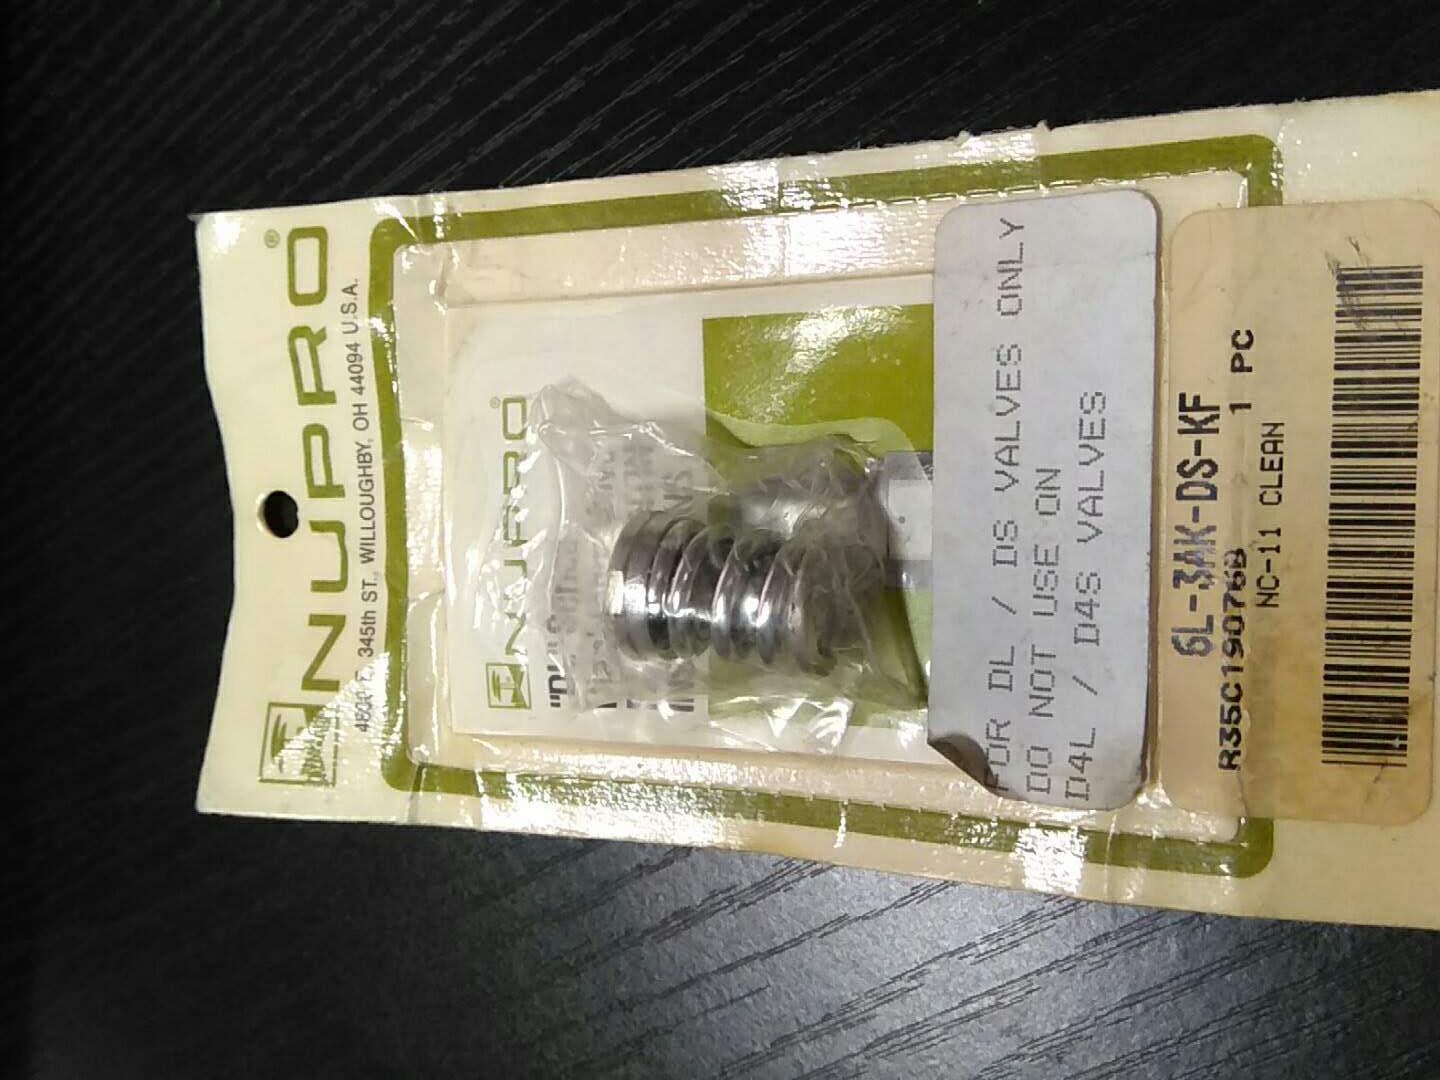 NUPRO®
4804 E. 345th ST., WILLOUGHBY, OH 44094 U.S.A.
NUPRO®
FOR DL / DS VALVES ONLY
DO NOT USE ON
D4L / D4S VALVES
6L-3AK-DS-KF
R35C19076B 1 PC
NC-11 CLEAN